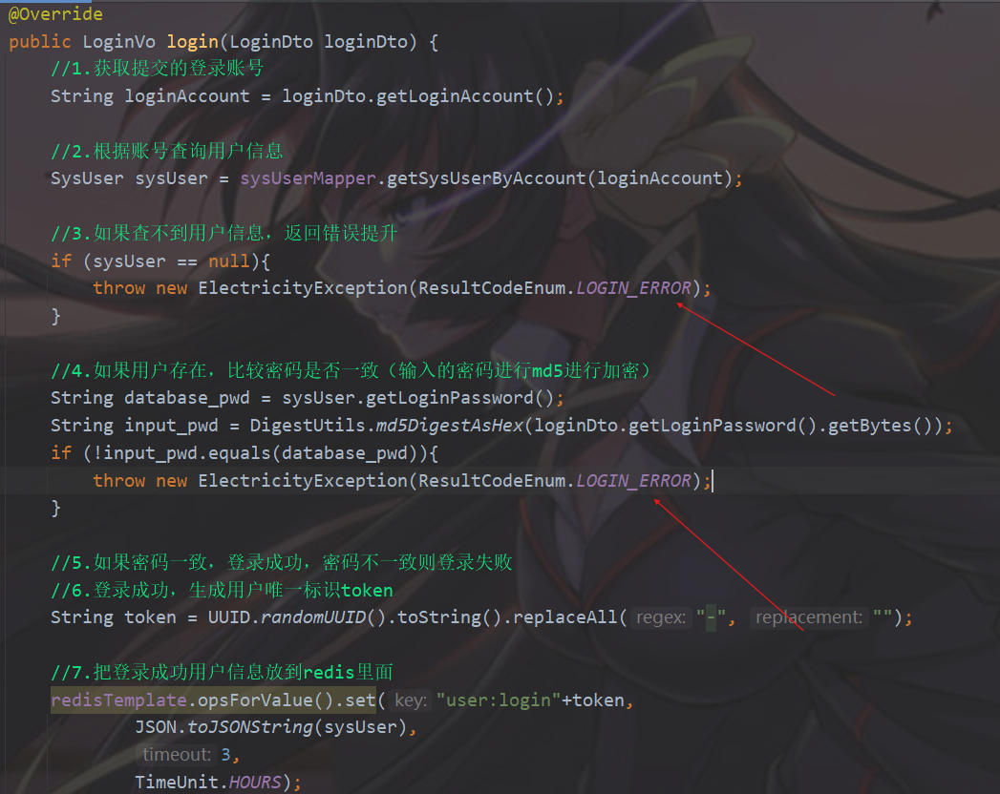 @Override
public LoginVo login(LoginDto loginDto) {
//1.获取提交的登录账号
String loginAccount = loginDto.getLoginAccount();
//2.根据账号查询用户信息
SysUser sysUser = sysUserMapper.getSysUserByAccount(loginAccount);
//3.如果查不到用户信息，返回错误提升
if (sysUser == null){
throw new ElectricityException(ResultCodeEnum.LOGIN_ERROR);
}
//4.如果用户存在，比较密码是否一致（输入的密码进行md5进行加密）
String database_pwd = sysUser.getLoginPassword();
String input_pwd = DigestUtils.md5DigestAsHex(loginDto.getLoginPassword().getBytes());
if (!input_pwd.equals(database_pwd)){
throw new ElectricityException(ResultCodeEnum.LOGIN_ERROR);
}
//5.如果密码一致，登录成功，密码不一致则登录失败
//6.登录成功，生成用户唯一标识token
String token = UUID.randomUUID().toString().replaceAll( regex: "-", replacement: "");
//7.把登录成功用户信息放到redis里面
redisTemplate.opsForValue().set( key: "user:login"+token,
JSON.toJSONString(sysUser),
timeout: 3,
TimeUnit.HOURS);